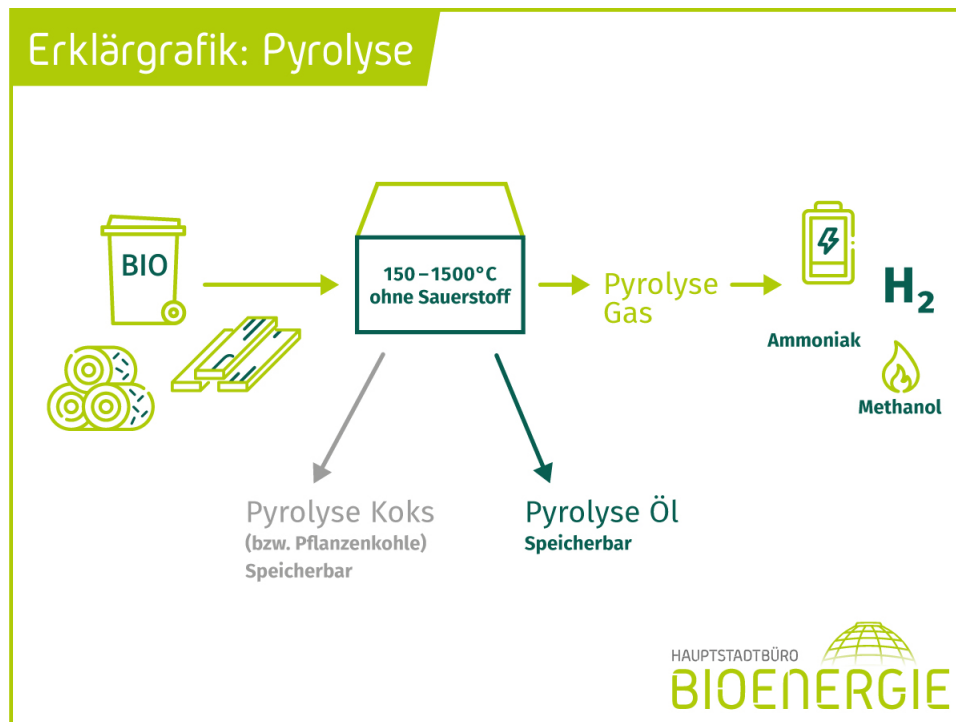 Erklärgrafik: Pyrolyse
BIO
150 – 1500°C
ohne Sauerstoff
Pyrolyse
Gas
H₂
Ammoniak
Methanol
Pyrolyse Koks
(bzw. Pflanzenkohle)
Speicherbar
Pyrolyse Öl
Speicherbar
HAUPTSTADTBÜRO
BIOENERGIE